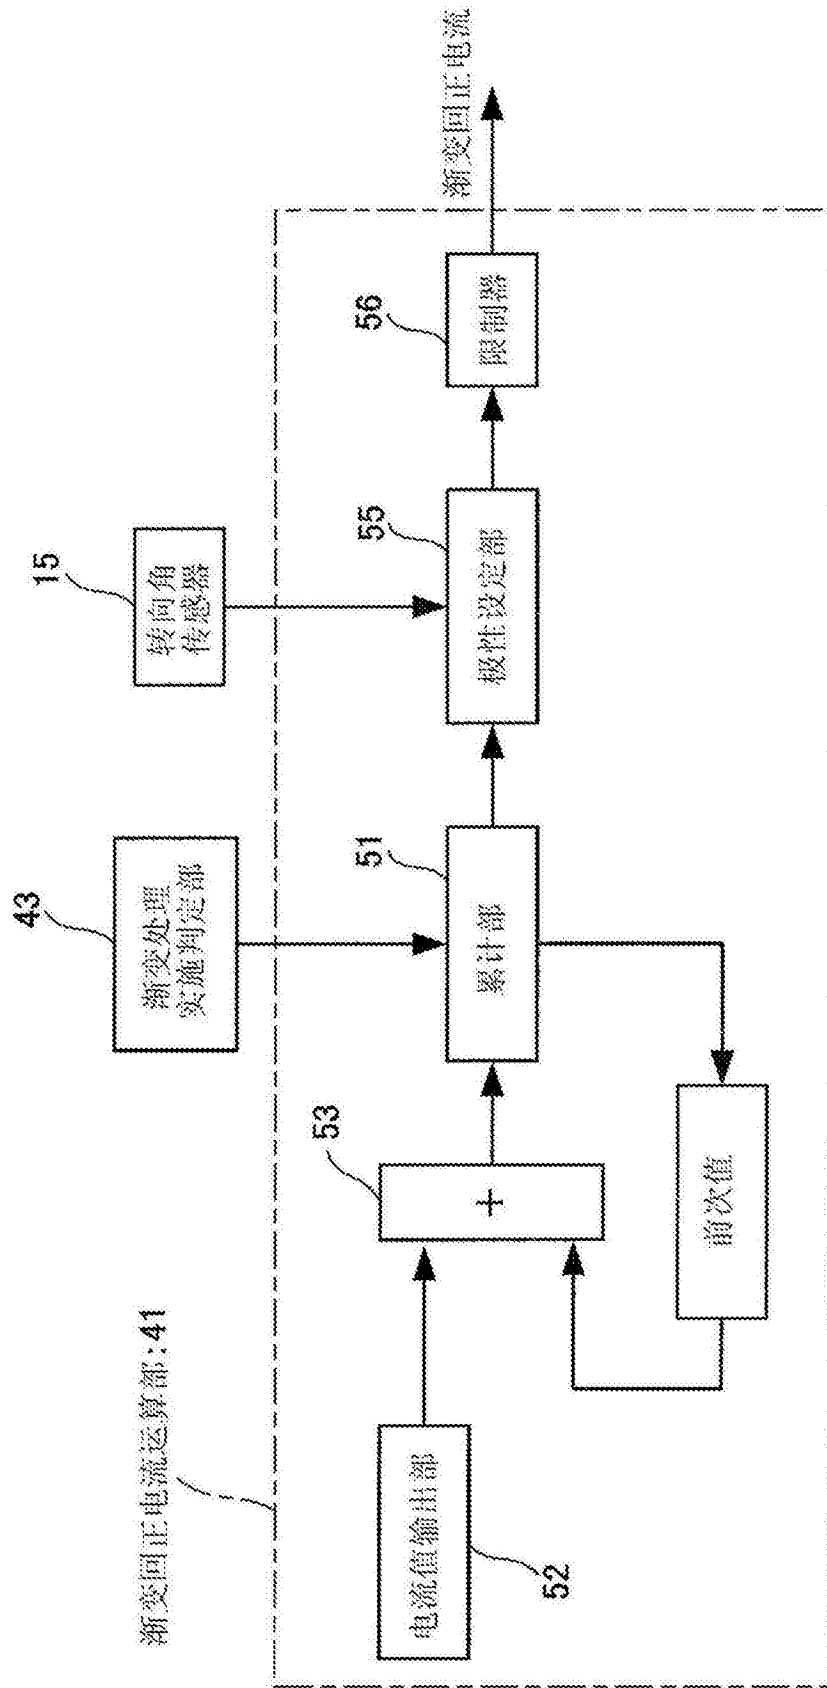 渐变回正电流运算部:41
43
渐变处理
实施判定部
15
转向角
传感器
52
电流值输出部
53
+
51
累计部
55
极性设定部
56
限制器
渐变回正电流
前次值